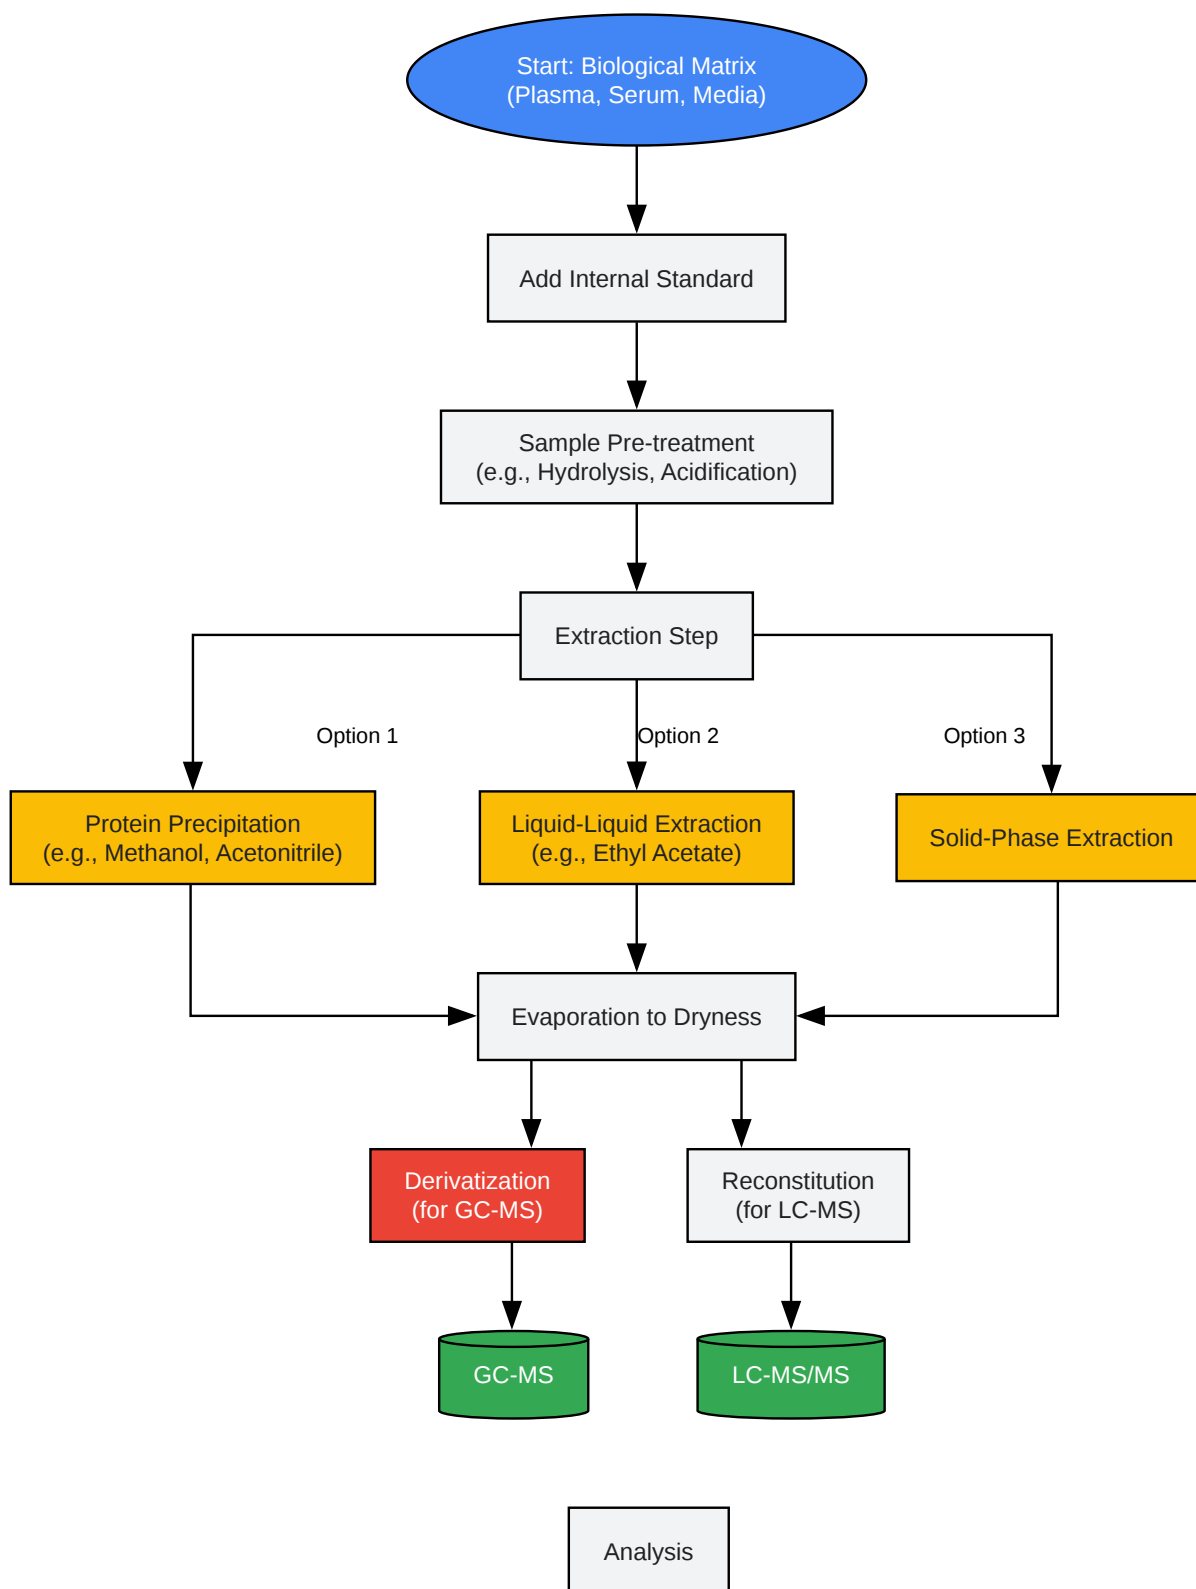 Start: Biological Matrix
(Plasma, Serum, Media)
Add Internal Standard
Sample Pre-treatment
(e.g., Hydrolysis, Acidification)
Extraction Step
Option 1
Option 2
Option 3
Protein Precipitation
(e.g., Methanol, Acetonitrile)
Liquid-Liquid Extraction
(e.g., Ethyl Acetate)
Solid-Phase Extraction
Evaporation to Dryness
Derivatization
(for GC-MS)
Reconstitution
(for LC-MS)
GC-MS
LC-MS/MS
Analysis